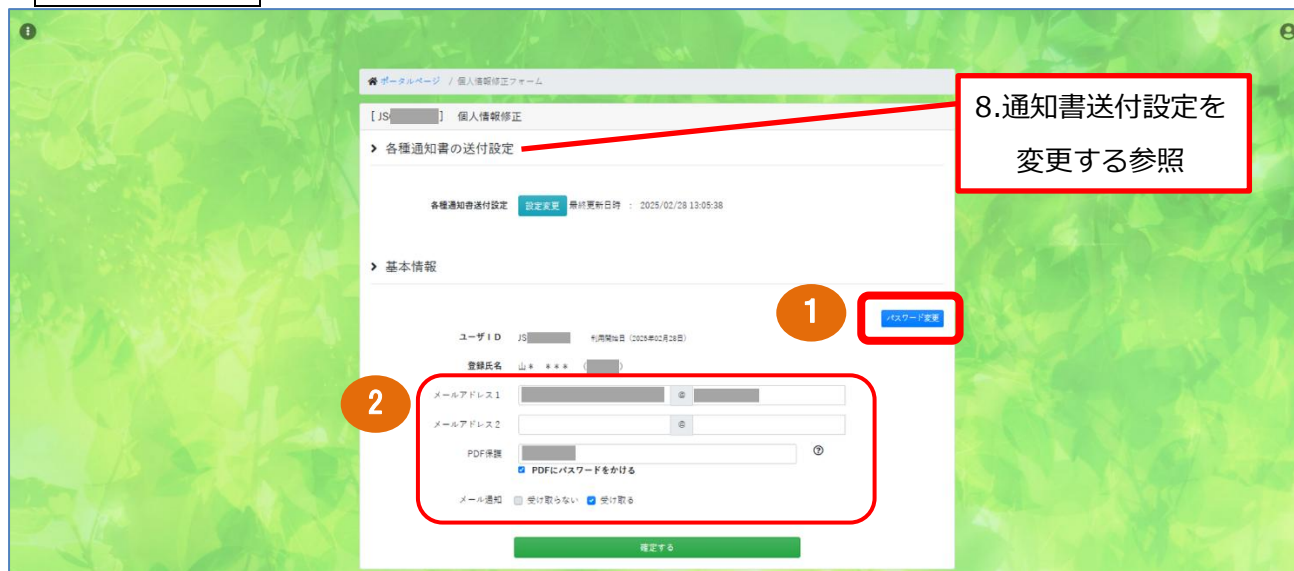 ポータルページ / 個人情報修正フォーム
[ JS ] 個人情報修正
各種通知書の送付設定
8.通知書送付設定を
変更する参照
各種通知書送付設定 設定変更 最終更新日時 : 2025/02/28 13:05:38
基本情報
1
パスワード変更
ユーザID JS 利用開始日(2025年02月28日)
登録氏名 山* *** ( )
2
メールアドレス1 @
メールアドレス2 @
PDF保護
PDFにパスワードをかける
メール通知 受け取らない 受け取る
確定する